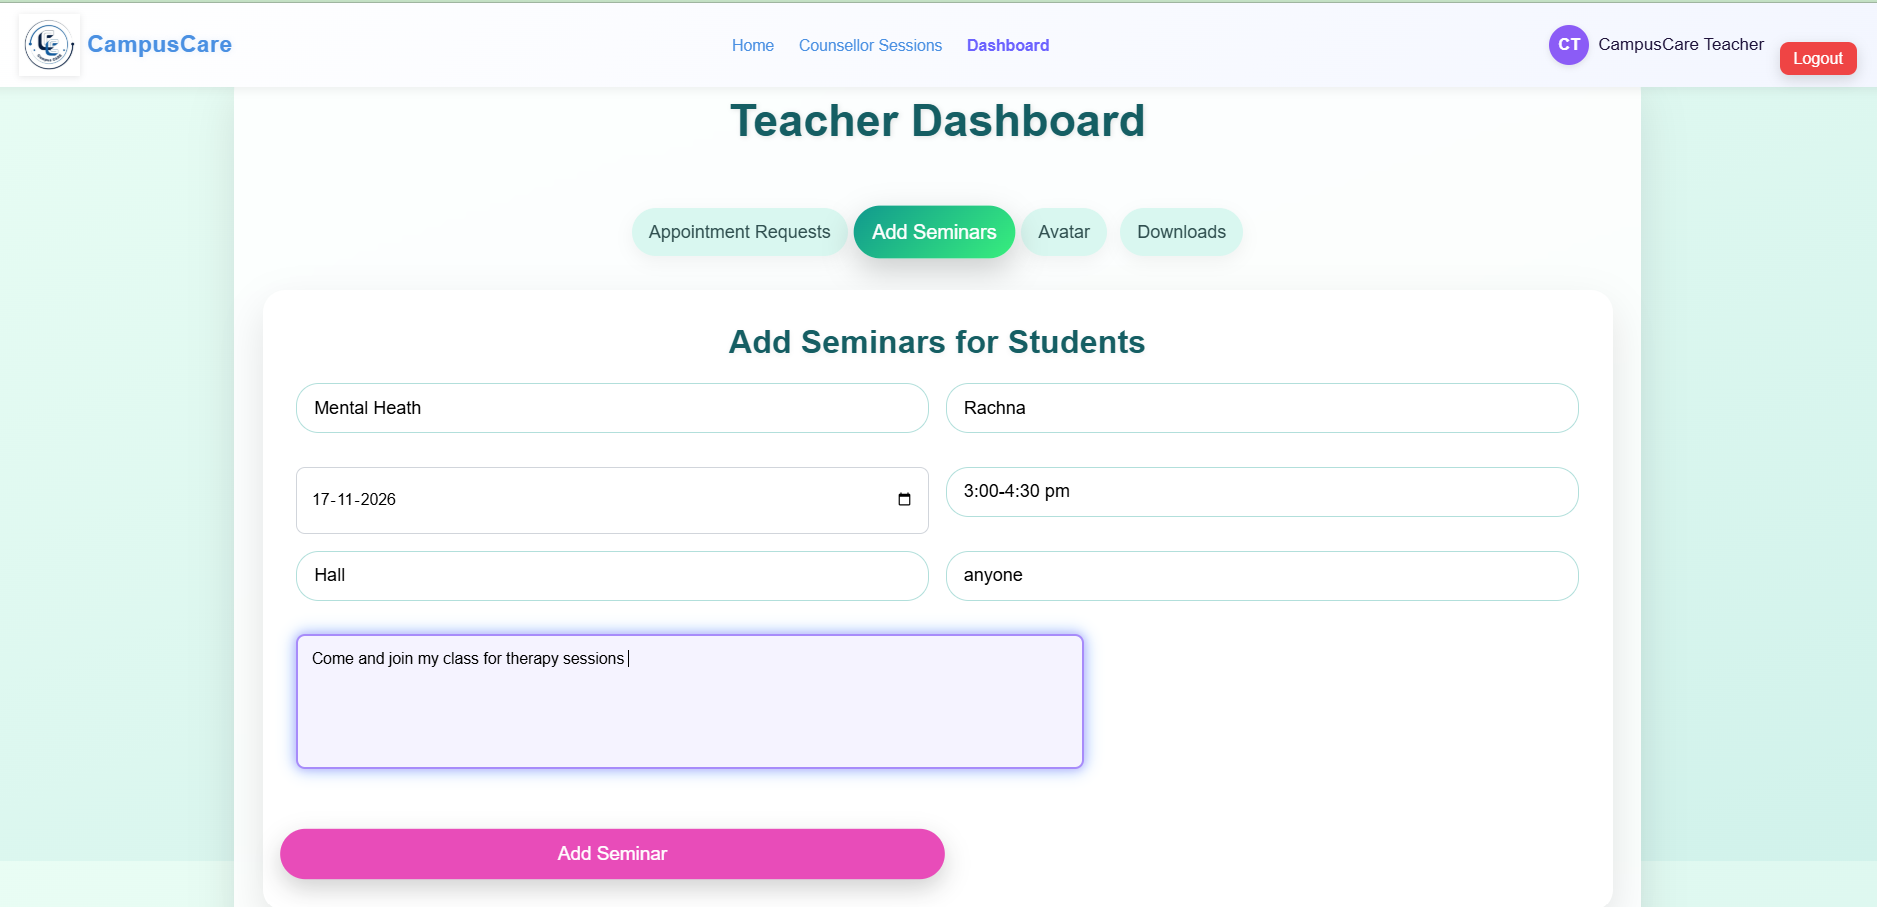 CampusCare
Home Counsellor Sessions Dashboard
CT CampusCare Teacher Logout
Teacher Dashboard
Appointment Requests Add Seminars Avatar Downloads
Add Seminars for Students
Mental Heath Rachna
17-11-2026 3:00-4:30 pm
Hall anyone
Come and join my class for therapy sessions
Add Seminar